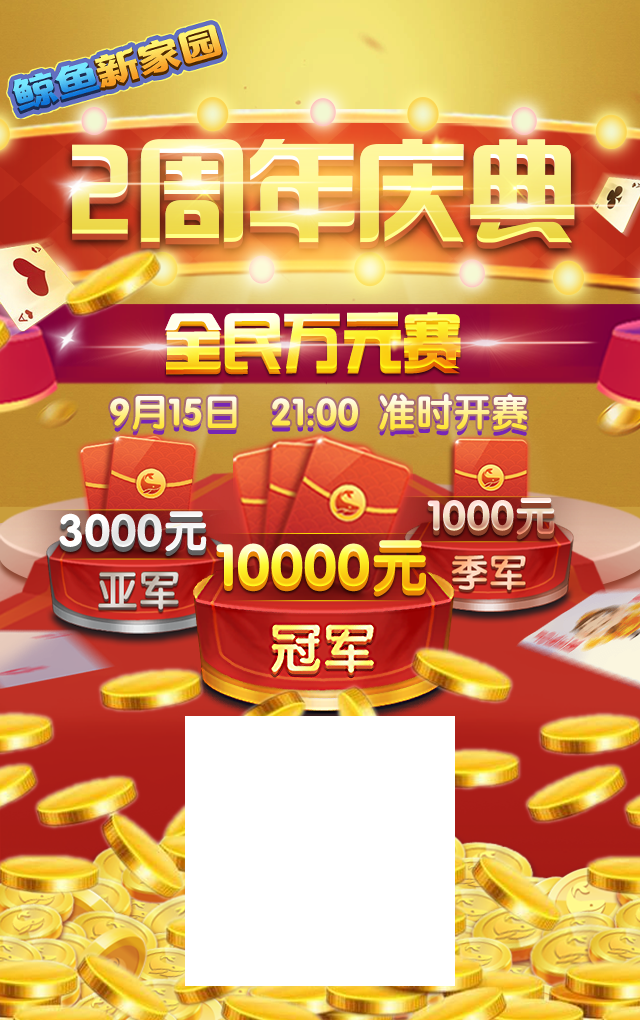 鲸鱼新家园
2周年庆典
全民万元赛
9月15日 21:00 准时开赛
3000元
亚军
10000元
冠军
1000元
季军